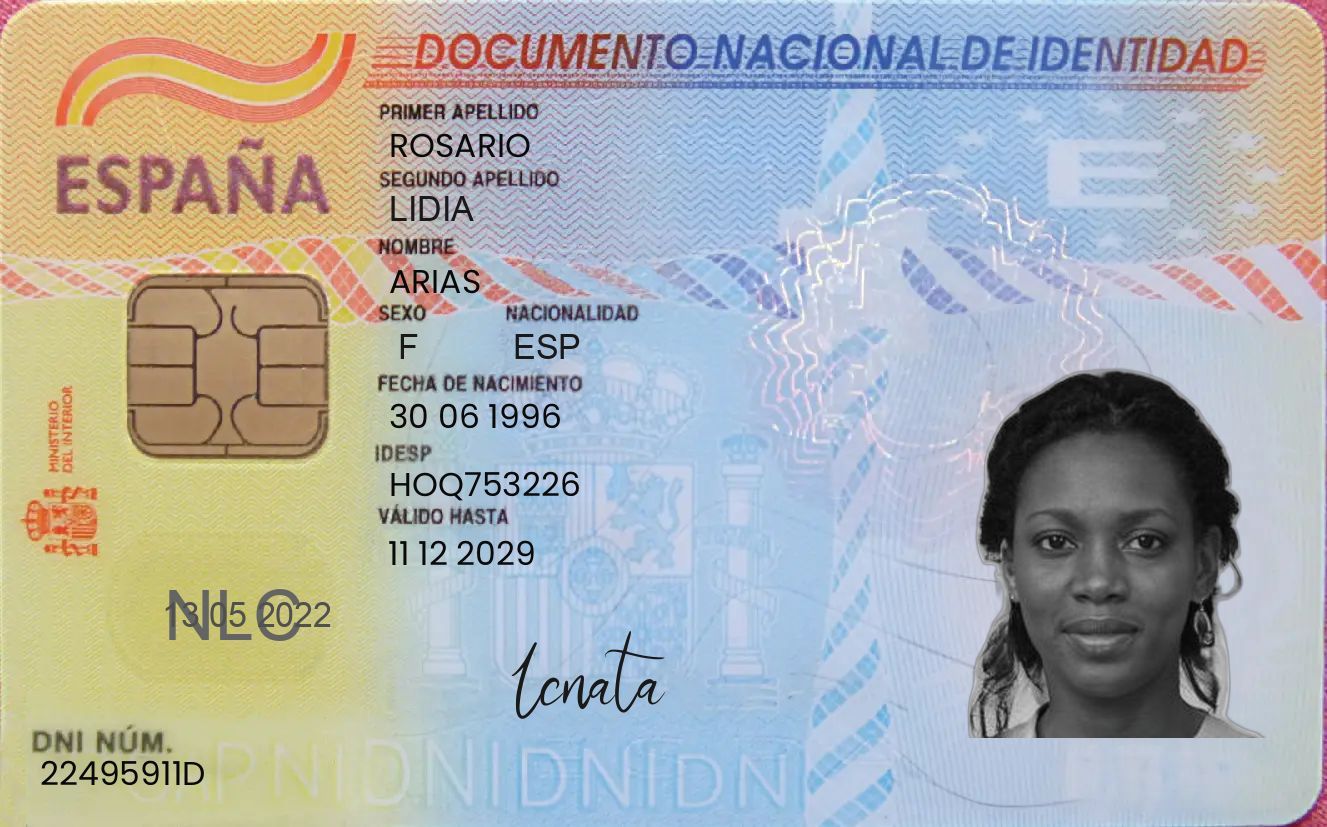 DOCUMENTO NACIONAL DE IDENTIDAD
ESPAÑA
PRIMER APELLIDO
ROSARIO
SEGUNDO APELLIDO
LIDIA
NOMBRE
ARIAS
SEXO NACIONALIDAD
F ESP
FECHA DE NACIMIENTO
30 06 1996
IDESP
HOQ753226
VÁLIDO HASTA
11 12 2029
MINISTERIO
DEL INTERIOR
E
NLC
13 05 2022
lcnata
DNI NÚM.
22495911D